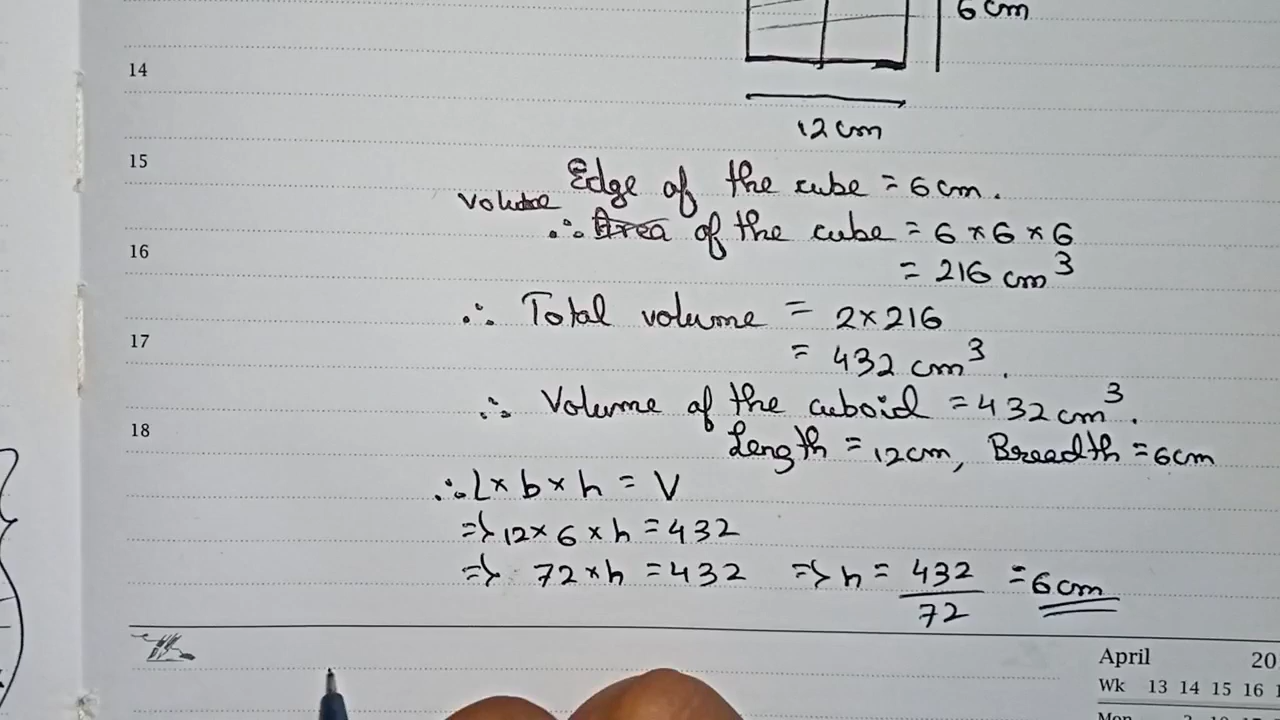 6 cm
14
12 cm
15
Edge of the cube = 6 cm.
Volume
∴ Area of the cube = 6 × 6 × 6
16
= 216 cm³
∴ Total volume = 2 × 216
17
= 432 cm³.
∴ Volume of the cuboid = 432 cm³.
18
Length = 12 cm, Breadth = 6 cm
∴ L × b × h = V
=> 12 × 6 × h = 432
=> 72 × h = 432 => h = 432/72 = 6 cm
April 20
Wk 13 14 15 16 1